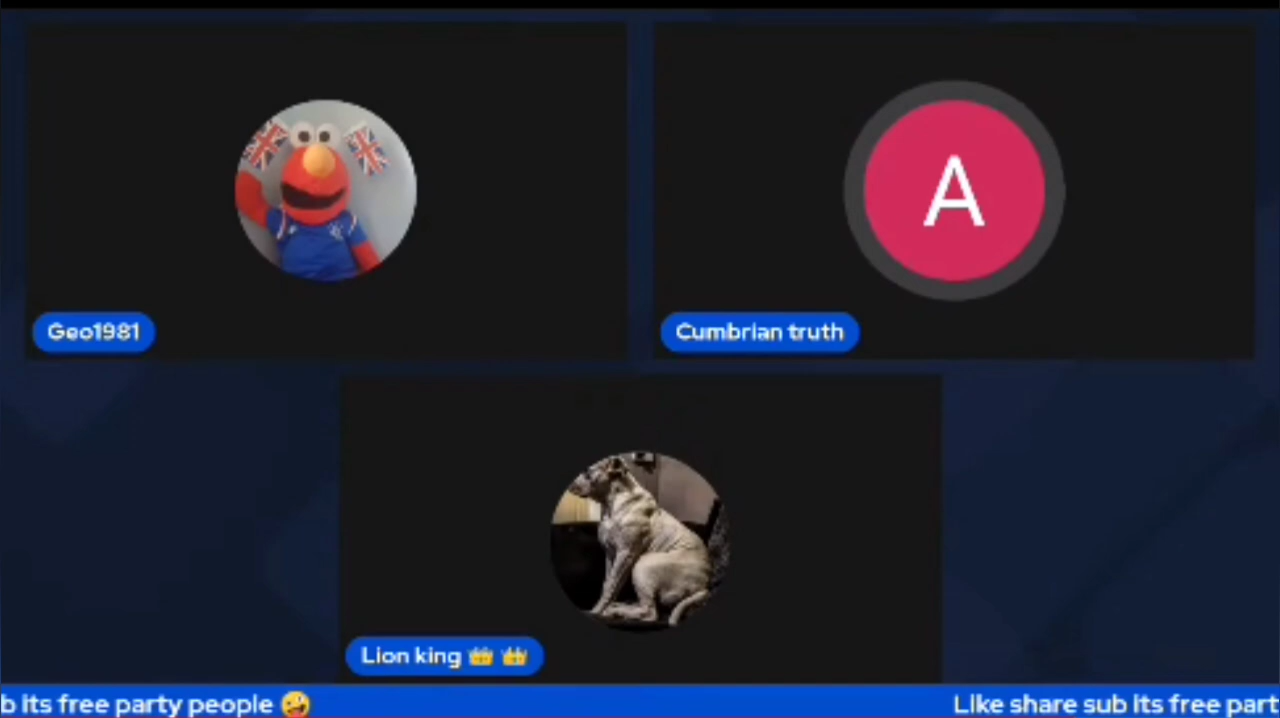 A
Geo1981
Cumbrian truth
Lion king 👑 👑
b its free party people 🤪
Like share sub its free part